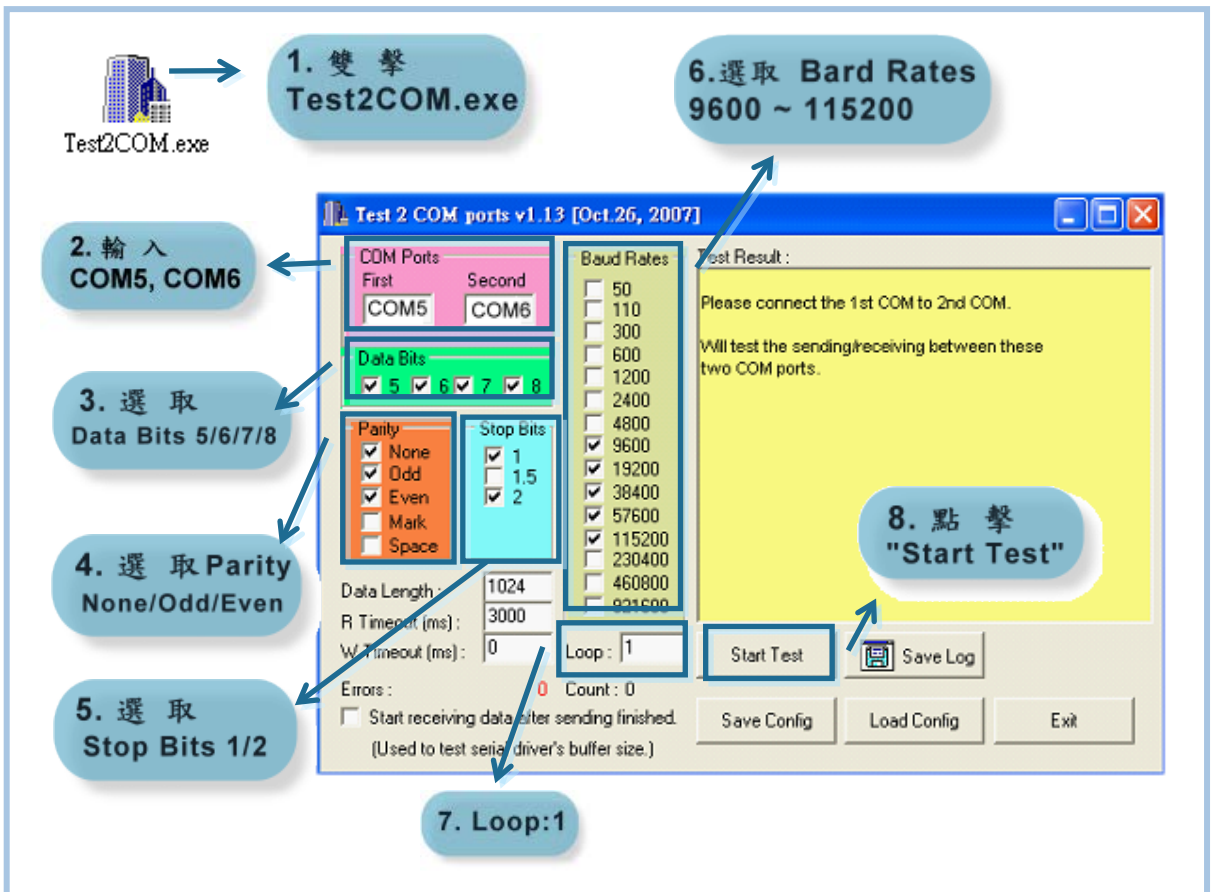 1. 雙 擊
Test2COM.exe
Test2COM.exe
6.選取 Bard Rates
9600 ~ 115200
2. 輸 入
COM5, COM6
3. 選 取
Data Bits 5/6/7/8
4. 選 取 Parity
None/Odd/Even
5. 選 取
Stop Bits 1/2
7. Loop:1
8. 點 擊
"Start Test"
Test 2 COM ports v1.13 [Oct.26, 2007]
COM Ports
First Second
COM5 COM6
Data Bits
5 6 7 8
Parity
None
Odd
Even
Mark
Space
Stop Bits
1
1.5
2
Baud Rates
50
110
300
600
1200
2400
4800
9600
19200
38400
57600
115200
230400
460800
921600
Data Length : 1024
R Timeout (ms) : 3000
W Timeout (ms) : 0
Loop : 1
Errors : 0 Count : 0
Start receiving data after sending finished.
(Used to test serial driver's buffer size.)
Test Result :
Please connect the 1st COM to 2nd COM.
Will test the sending/receiving between these
two COM ports.
Start Test
Save Log
Save Config
Load Config
Exit